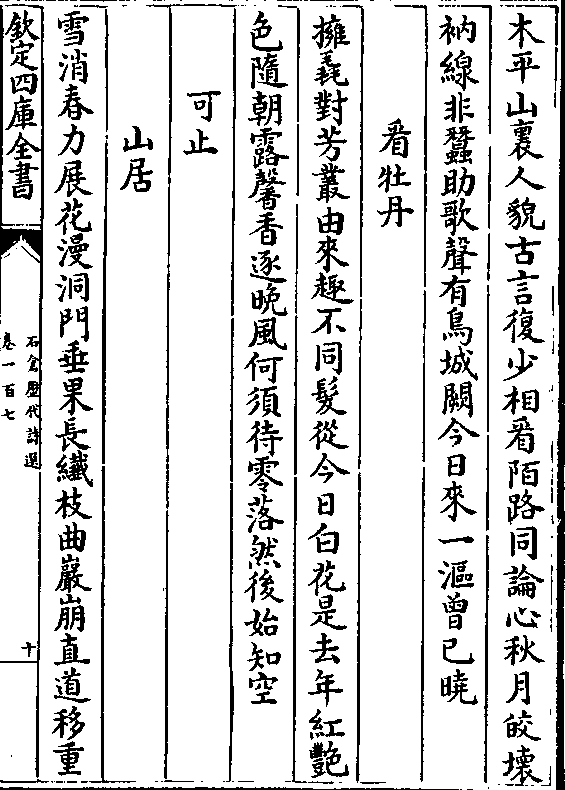 木平山裏人貌古言復少相看陌路同論心秋月皎壊
衲線非蠶助歌聲有鳥城闕今日來一漚曾已曉
看牡丹
擁毳對芳叢由來趣不同髮從今日白花是去年紅艷
色隨朝露馨香逐晚風何須待零落然後始知空
可止
山居
雪消春力展花漫洞門垂果長纎枝曲巖崩直道移重
欽定四庫全書
石倉歴代詩選
卷一百七
十